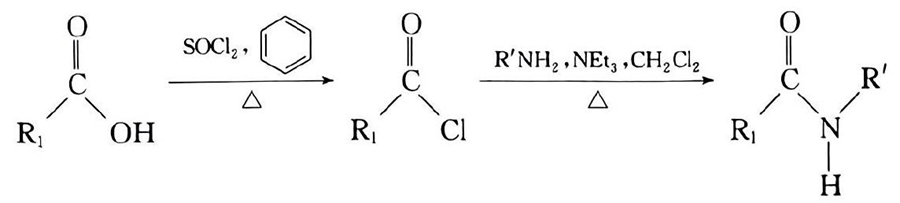 O
C
R₁
OH
SOCl₂,
△
O
C
R₁
Cl
R'NH₂,NEt₃,CH₂Cl₂
△
O
C
R'
R₁
N
H